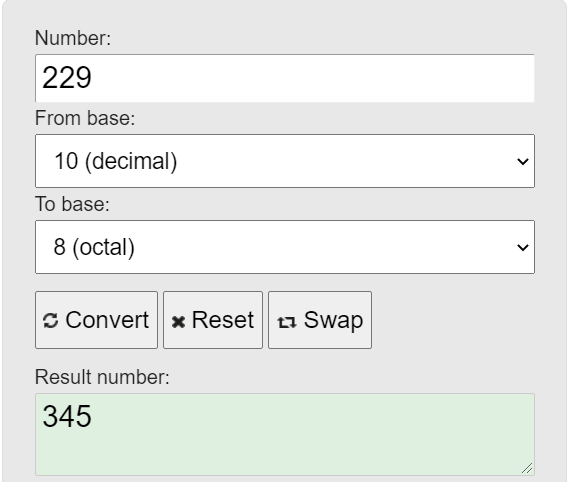 Number:
229
From base:
10 (decimal)
To base:
8 (octal)
Convert Reset Swap
Result number:
345